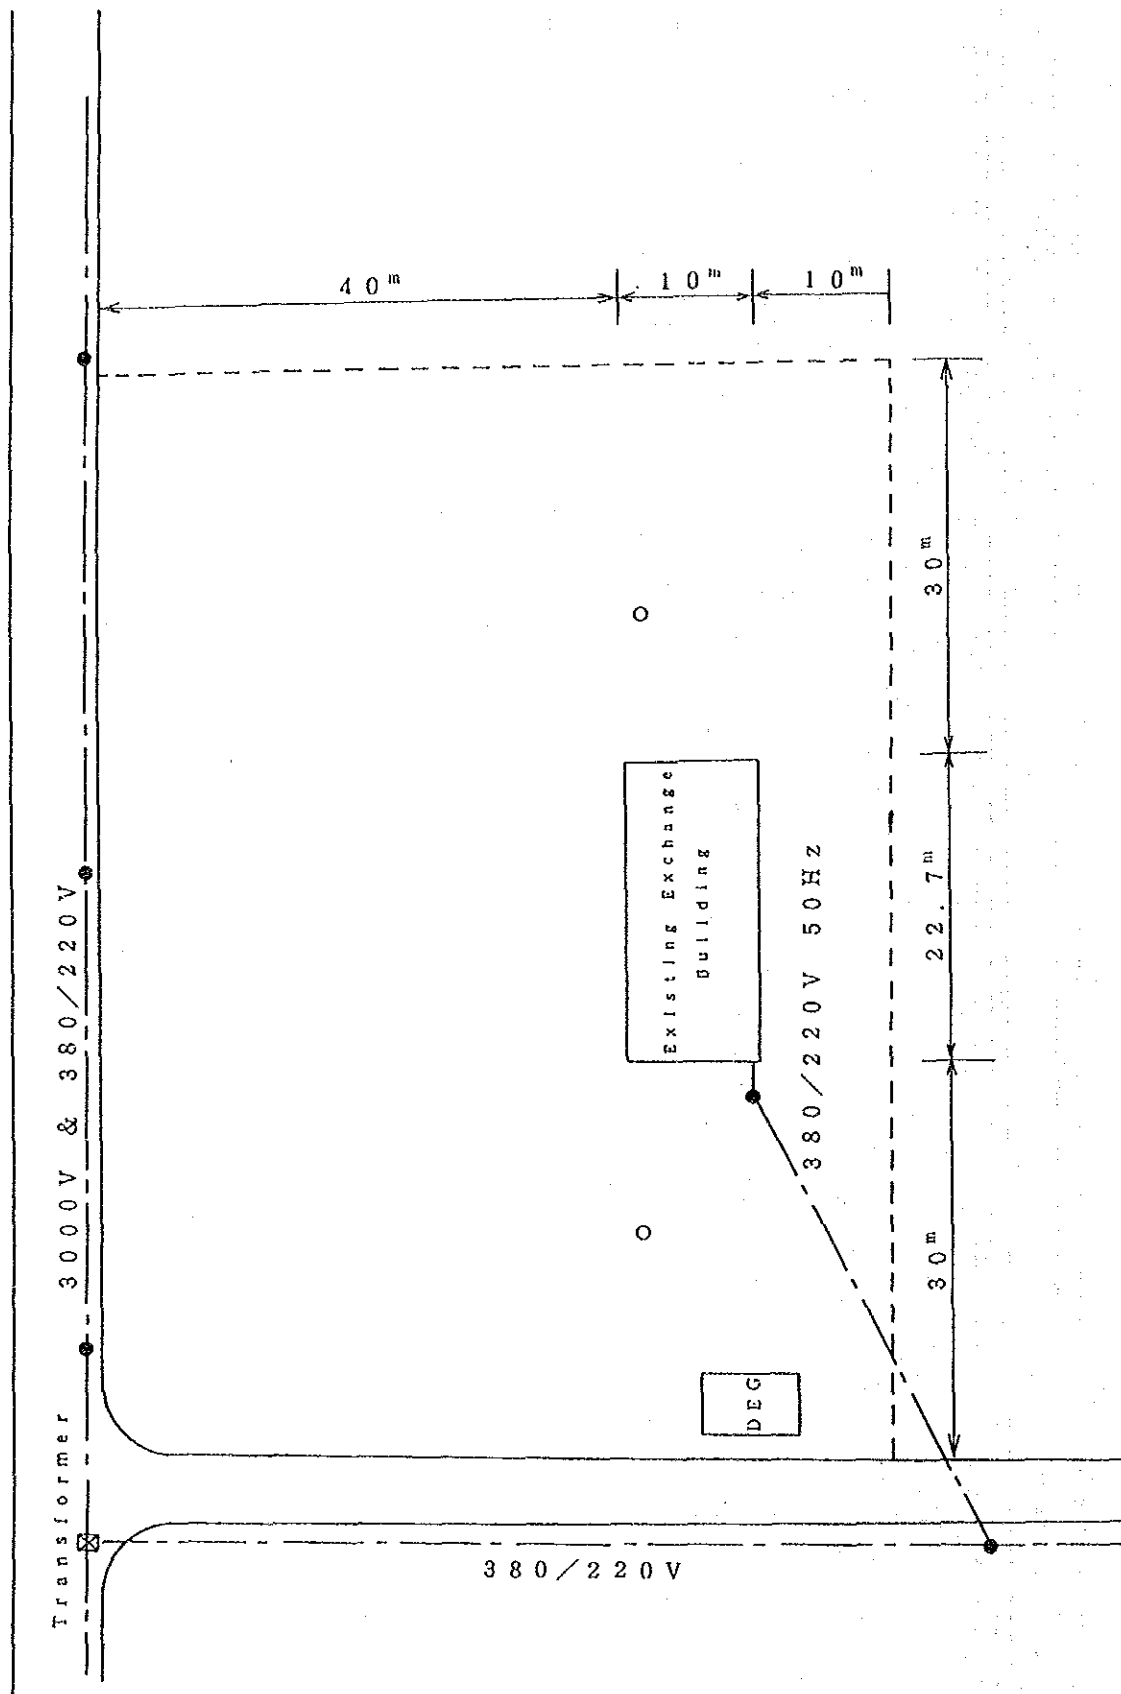 40m
10m
10m
30m
22.7m
30m
3000V & 380/220V
Transformer
Existing Exchange
Building
380/220V 50Hz
DEG
380/220V